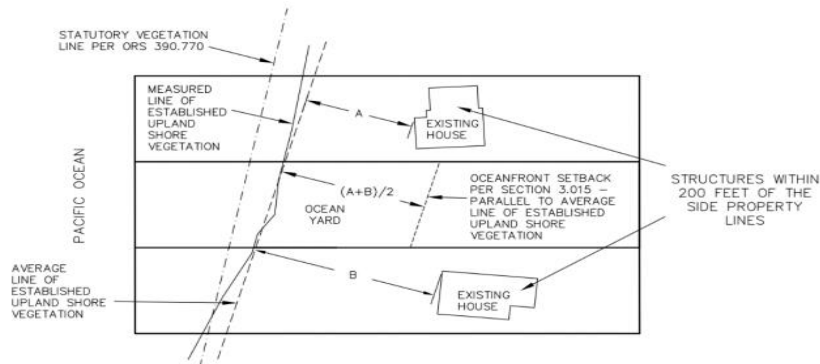 STATUTORY VEGETATION
LINE PER ORS 390.770
MEASURED
LINE OF
ESTABLISHED
UPLAND
SHORE
VEGETATION
A
EXISTING
HOUSE
PACIFIC OCEAN
(A+B)/2
OCEAN
YARD
OCEANFRONT SETBACK
PER SECTION 3.015 –
PARALLEL TO AVERAGE
LINE OF ESTABLISHED
UPLAND SHORE
VEGETATION
STRUCTURES WITHIN
200 FEET OF THE
SIDE PROPERTY
LINES
AVERAGE
LINE OF
ESTABLISHED
UPLAND SHORE
VEGETATION
B
EXISTING
HOUSE